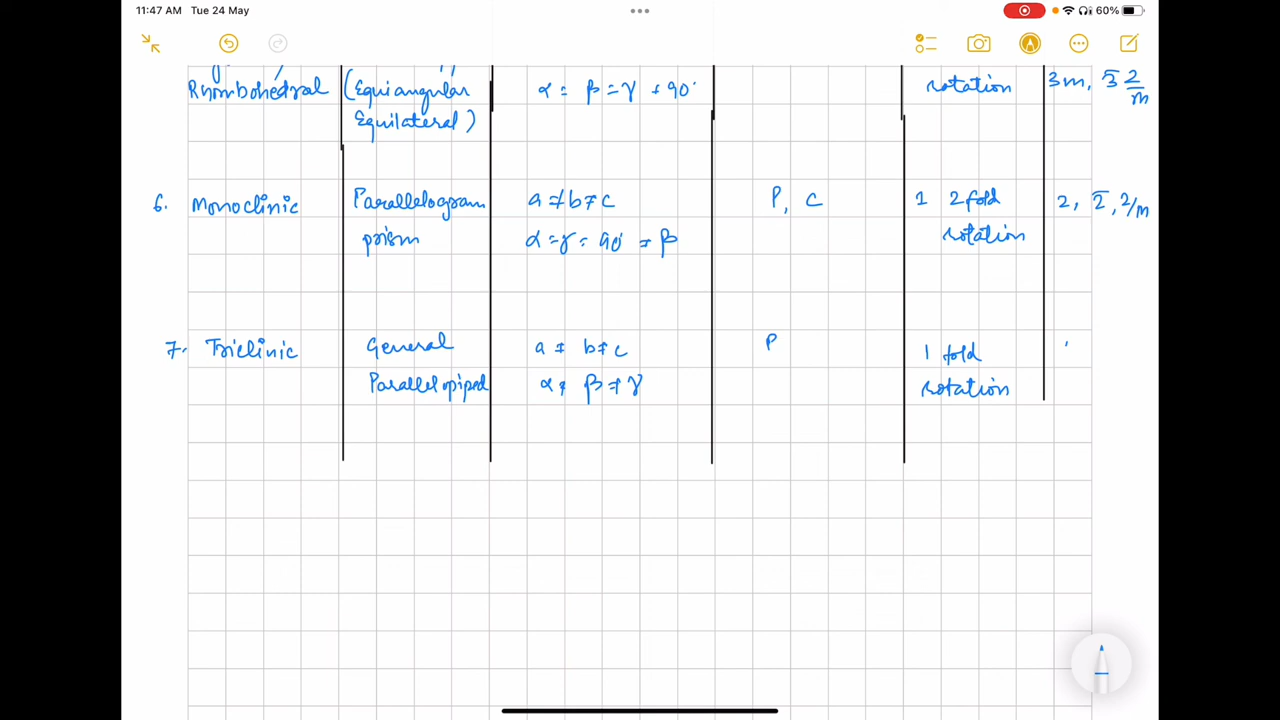 11:47 AM Tue 24 May
60%
Rhombohedral (Equiangular α = β = γ ≠ 90° rotation 3m, 3̅ 2/m
Equilateral)
6. Monoclinic Parallelogram a ≠ b ≠ c P, C 1 2 fold 2, 2̅, 2/m
prism α = γ = 90° ≠ β rotation
7. Triclinic General a ≠ b ≠ c P 1 fold
Parallelopiped α ≠ β ≠ γ rotation